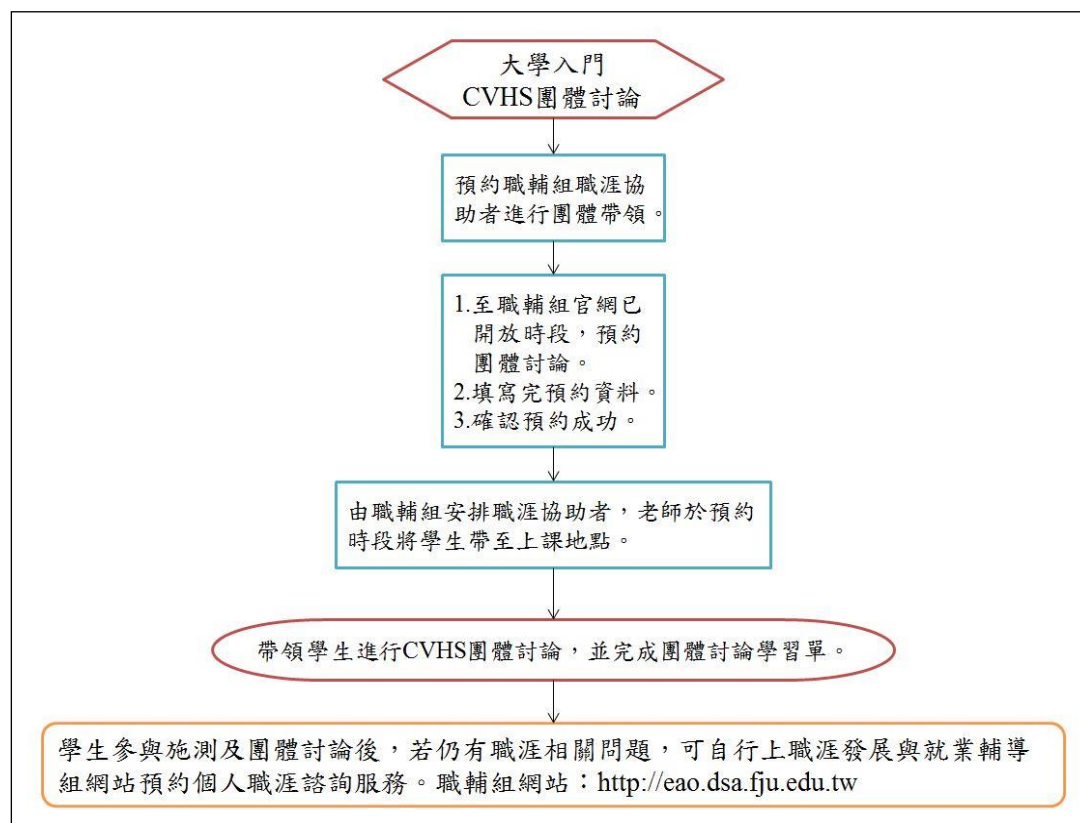 大學入門
CVHS團體討論
預約職輔組職涯協
助者進行團體帶領。
1.至職輔組官網已
開放時段，預約
團體討論。
2.填寫完預約資料。
3.確認預約成功。
由職輔組安排職涯協助者，老師於預約
時段將學生帶至上課地點。
帶領學生進行CVHS團體討論，並完成團體討論學習單。
學生參與施測及團體討論後，若仍有職涯相關問題，可自行上職涯發展與就業輔導
組網站預約個人職涯諮詢服務。職輔組網站：http://eao.dsa.fju.edu.tw